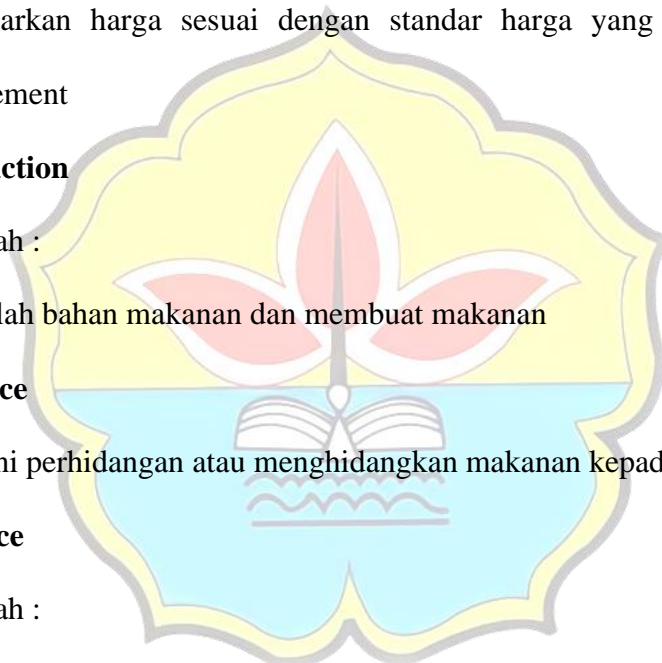 arkan harga sesuai dengan standar harga yang
ement
ction
ah :
lah bahan makanan dan membuat makanan
ce
ni perhidangan atau menghidangkan makanan kepad
ce
ah :